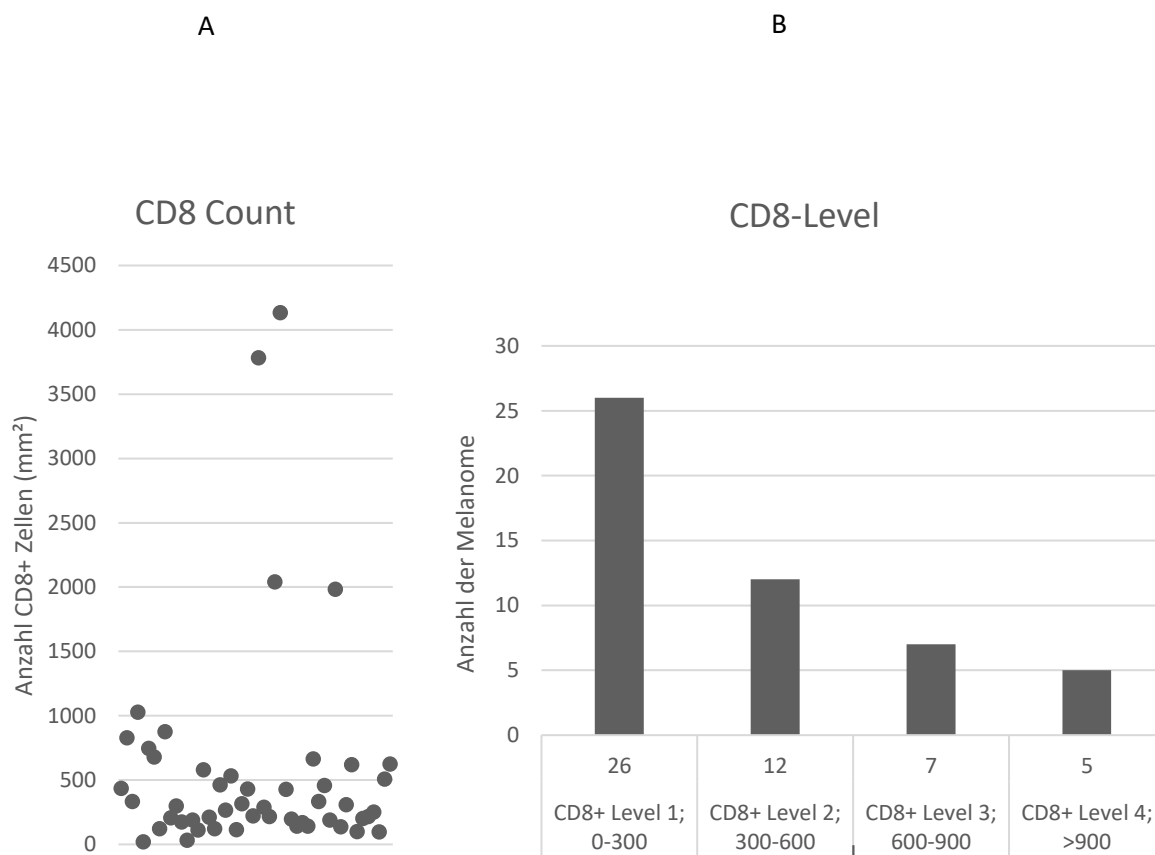 A
B
CD8 Count
4500
4000
3500
3000
2500
2000
1500
1000
500
0
Anzahl CD8+ Zellen (mm²)
CD8-Level
30
25
20
15
10
5
0
Anzahl der Melanome
26 12 7 5
CD8+ Level 1; CD8+ Level 2; CD8+ Level 3; CD8+ Level 4;
0-300 300-600 600-900 >900